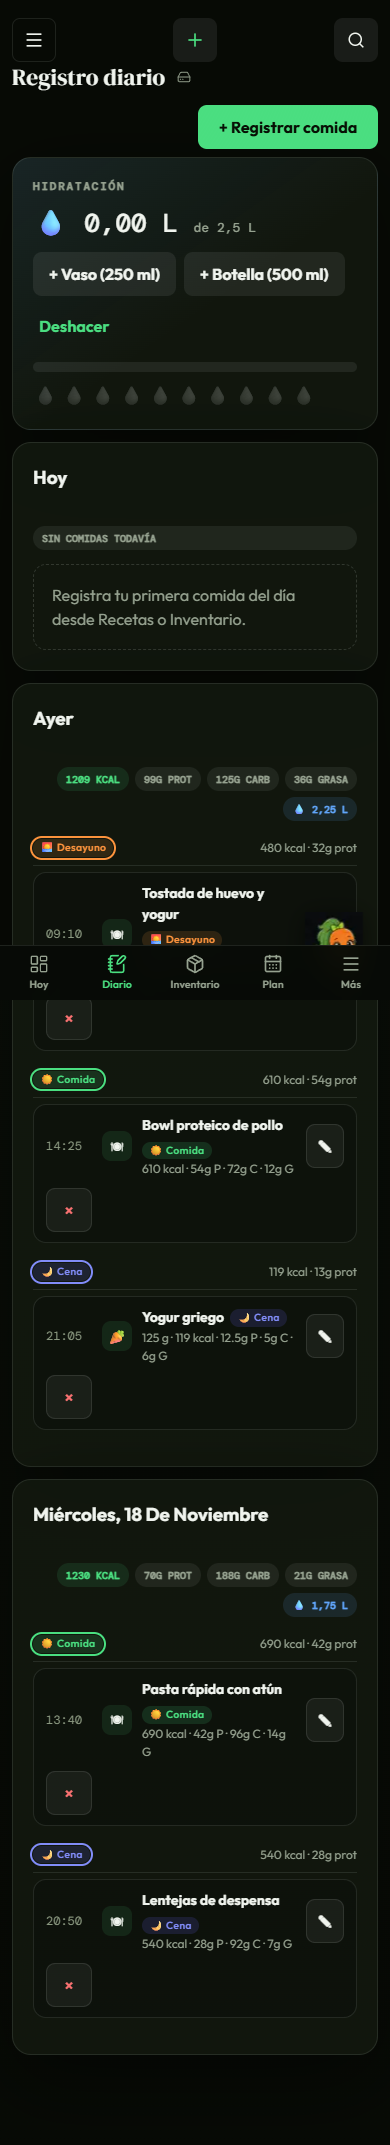 Registro diario
+ Registrar comida
HIDRATACIÓN
0,00 L de 2,5 L
+ Vaso (250 ml) + Botella (500 ml)
Deshacer
Hoy
SIN COMIDAS TODAVÍA
Registra tu primera comida del día
desde Recetas o Inventario.
Ayer
1209 KCAL 99G PROT 125G CARB 36G GRASA
2,25 L
Desayuno 480 kcal · 32g prot
Tostada de huevo y
yogur
09:10
Desayuno
Hoy Diario Inventario Plan Más
Comida 610 kcal · 54g prot
Bowl proteico de pollo
14:25
Comida
610 kcal · 54g P · 72g C · 12g G
Cena 119 kcal · 13g prot
Yogur griego Cena
21:05
125 g · 119 kcal · 12.5g P · 5g C ·
6g G
Miércoles, 18 De Noviembre
1230 KCAL 70G PROT 188G CARB 21G GRASA
1,75 L
Comida 690 kcal · 42g prot
Pasta rápida con atún
13:40
Comida
690 kcal · 42g P · 96g C · 14g
G
Cena 540 kcal · 28g prot
Lentejas de despensa
20:50
Cena
540 kcal · 28g P · 92g C · 7g G